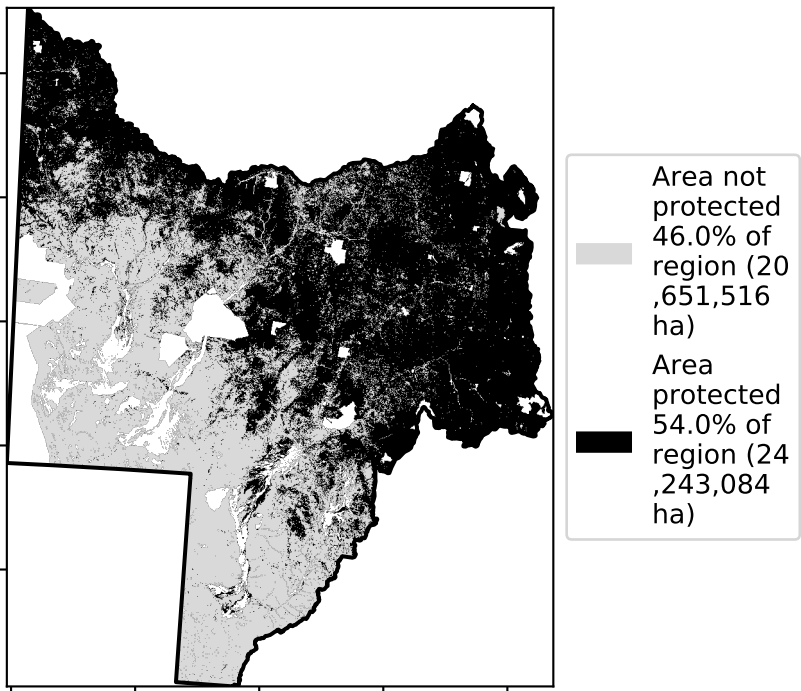 Area not
protected
46.0% of
region (20
,651,516
ha)
Area
protected
54.0% of
region (24
,243,084
ha)